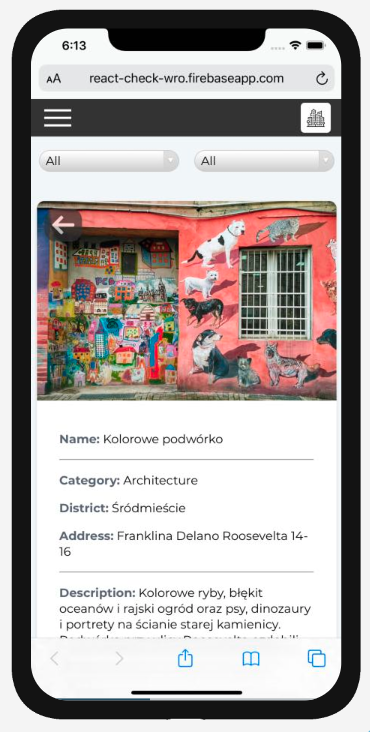 6:13
AA react-check-wro.firebaseapp.com
All All
Name: Kolorowe podwórko
Category: Architecture
District: Śródmieście
Address: Franklina Delano Roosevelta 14-
16
Description: Kolorowe ryby, błękit
oceanów i rajski ogród oraz psy, dinozaury
i portrety na ścianie starej kamienicy.